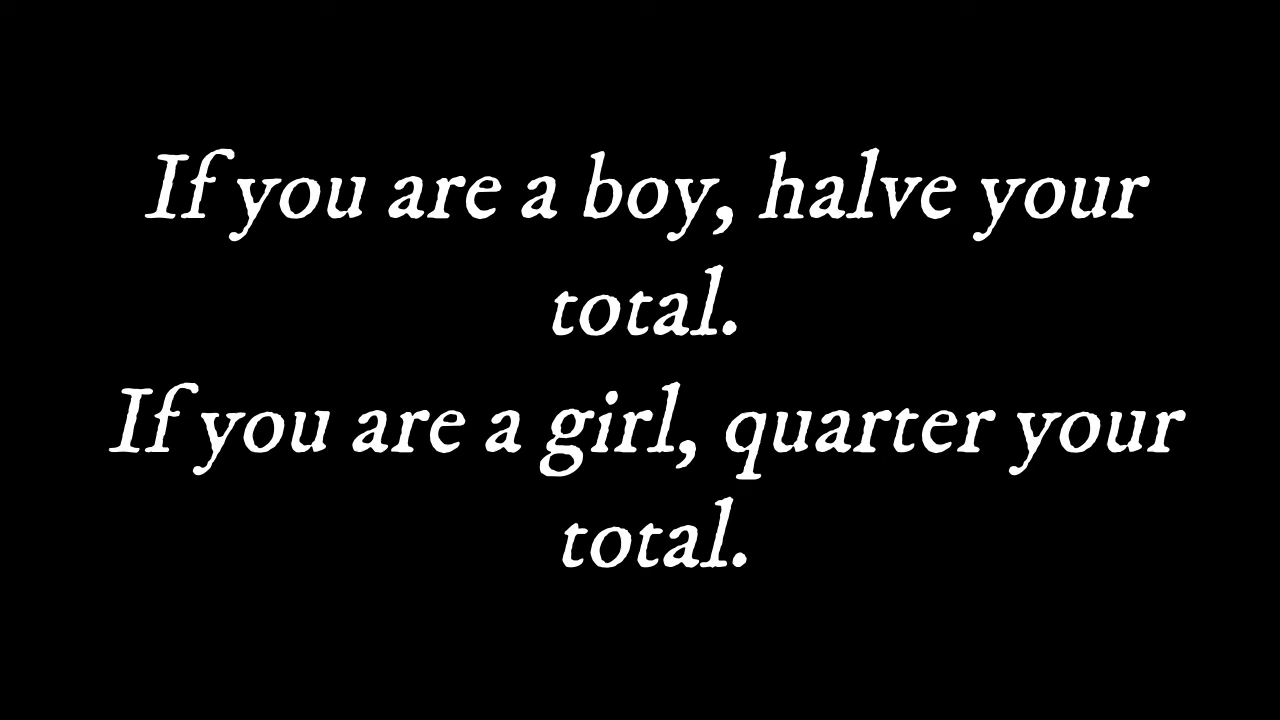 If you are a boy, halve your
total.
If you are a girl, quarter your
total.